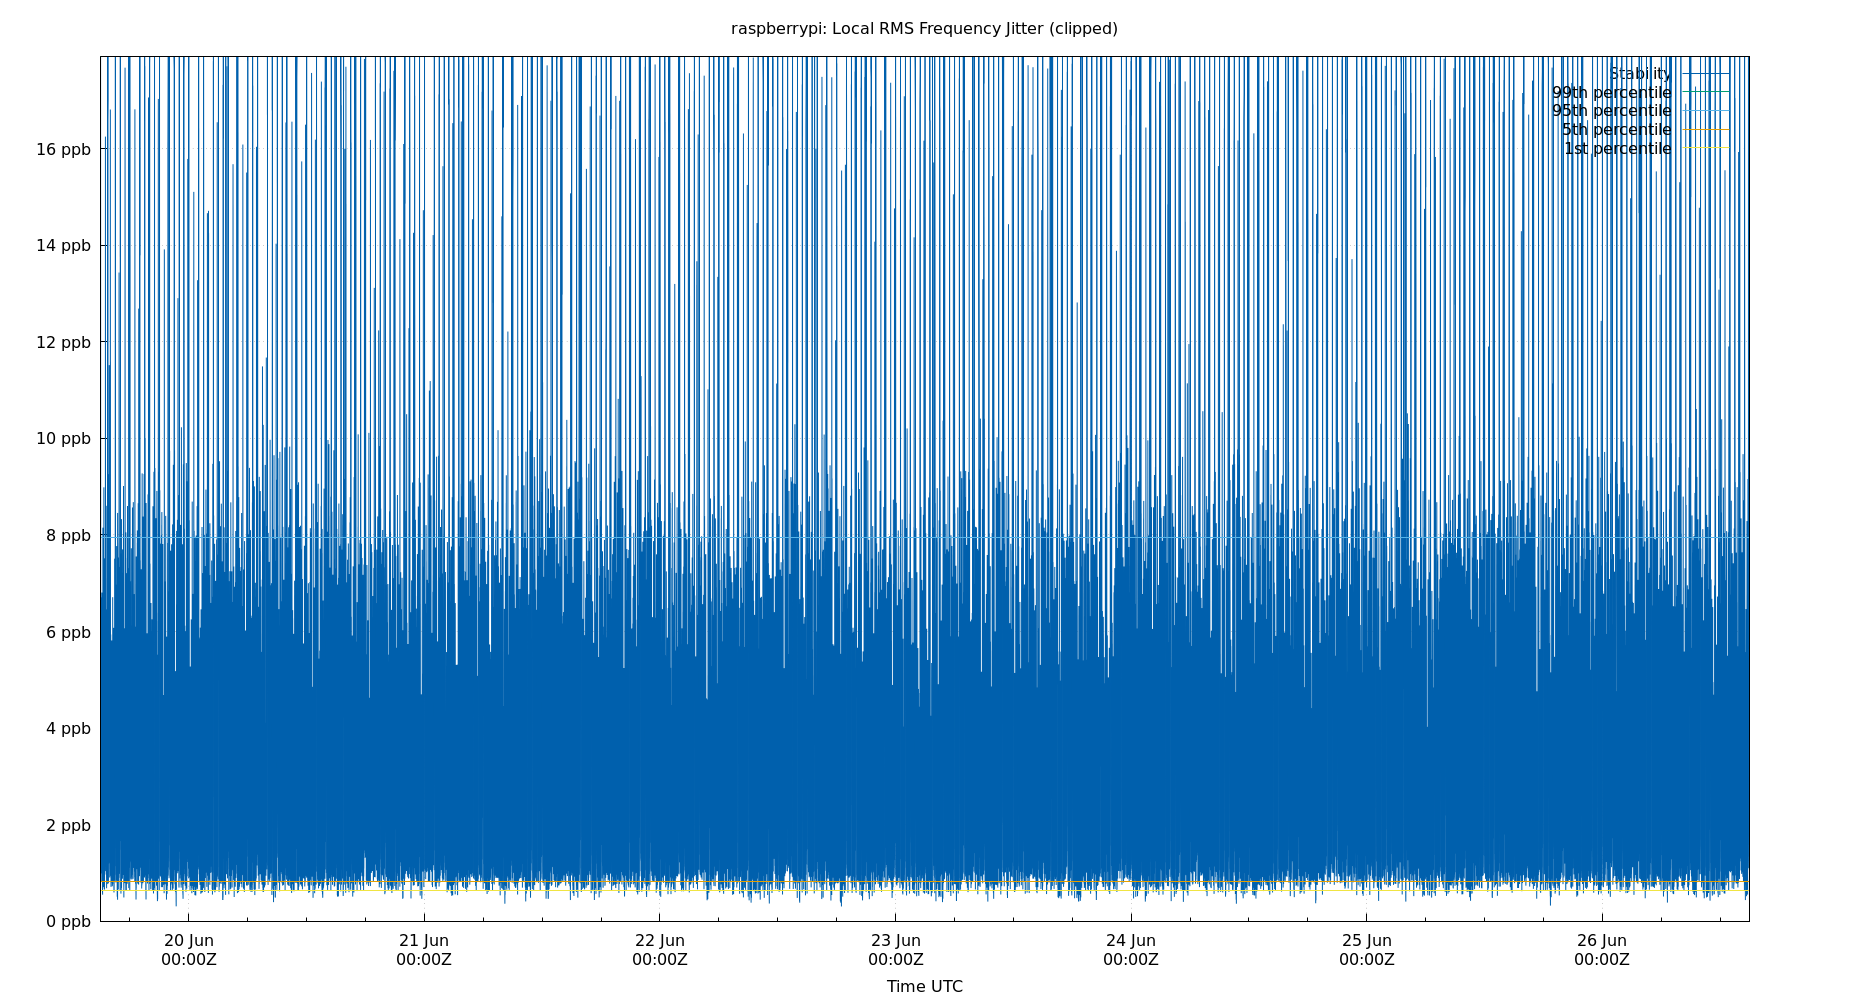 raspberrypi: Local RMS Frequency Jitter (clipped)
Stability
99th percentile
95th percentile
5th percentile
1st percentile
16 ppb
14 ppb
12 ppb
10 ppb
8 ppb
6 ppb
4 ppb
2 ppb
0 ppb
20 Jun 21 Jun 22 Jun 23 Jun 24 Jun 25 Jun 26 Jun
00:00Z 00:00Z 00:00Z 00:00Z 00:00Z 00:00Z 00:00Z
Time UTC